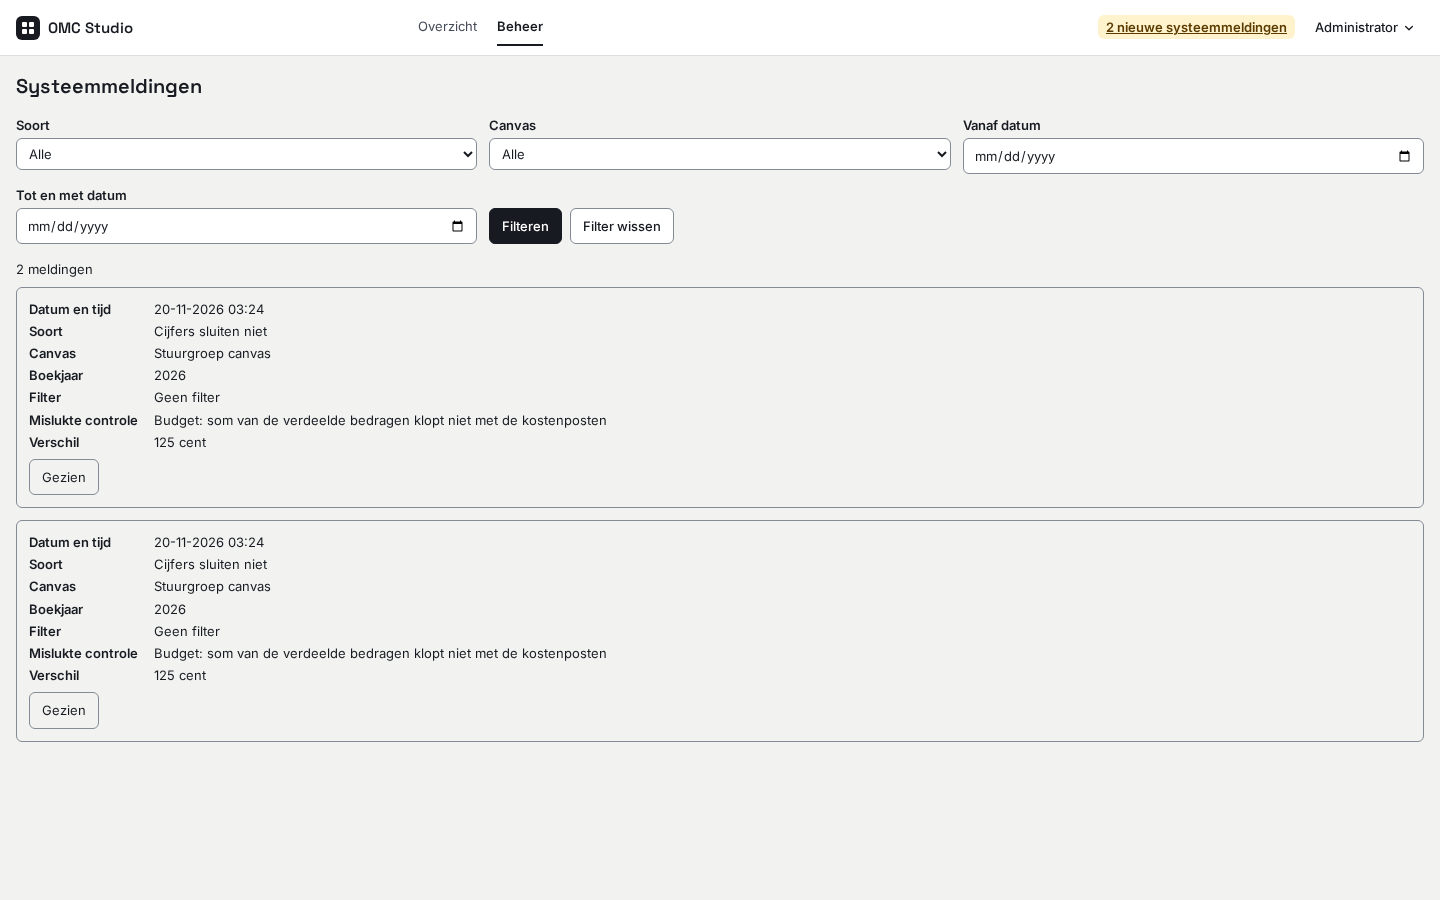 OMC Studio
Overzicht
Beheer
2 nieuwe systeemmeldingen
Administrator
Systeemmeldingen
Soort
Canvas
Vanaf datum
Alle
Alle
mm/dd/yyyy
Tot en met datum
mm/dd/yyyy
Filteren
Filter wissen
2 meldingen
Datum en tijd 20-11-2026 03:24
Soort Cijfers sluiten niet
Canvas Stuurgroep canvas
Boekjaar 2026
Filter Geen filter
Mislukte controle Budget: som van de verdeelde bedragen klopt niet met de kostenposten
Verschil 125 cent
Gezien
Datum en tijd 20-11-2026 03:24
Soort Cijfers sluiten niet
Canvas Stuurgroep canvas
Boekjaar 2026
Filter Geen filter
Mislukte controle Budget: som van de verdeelde bedragen klopt niet met de kostenposten
Verschil 125 cent
Gezien